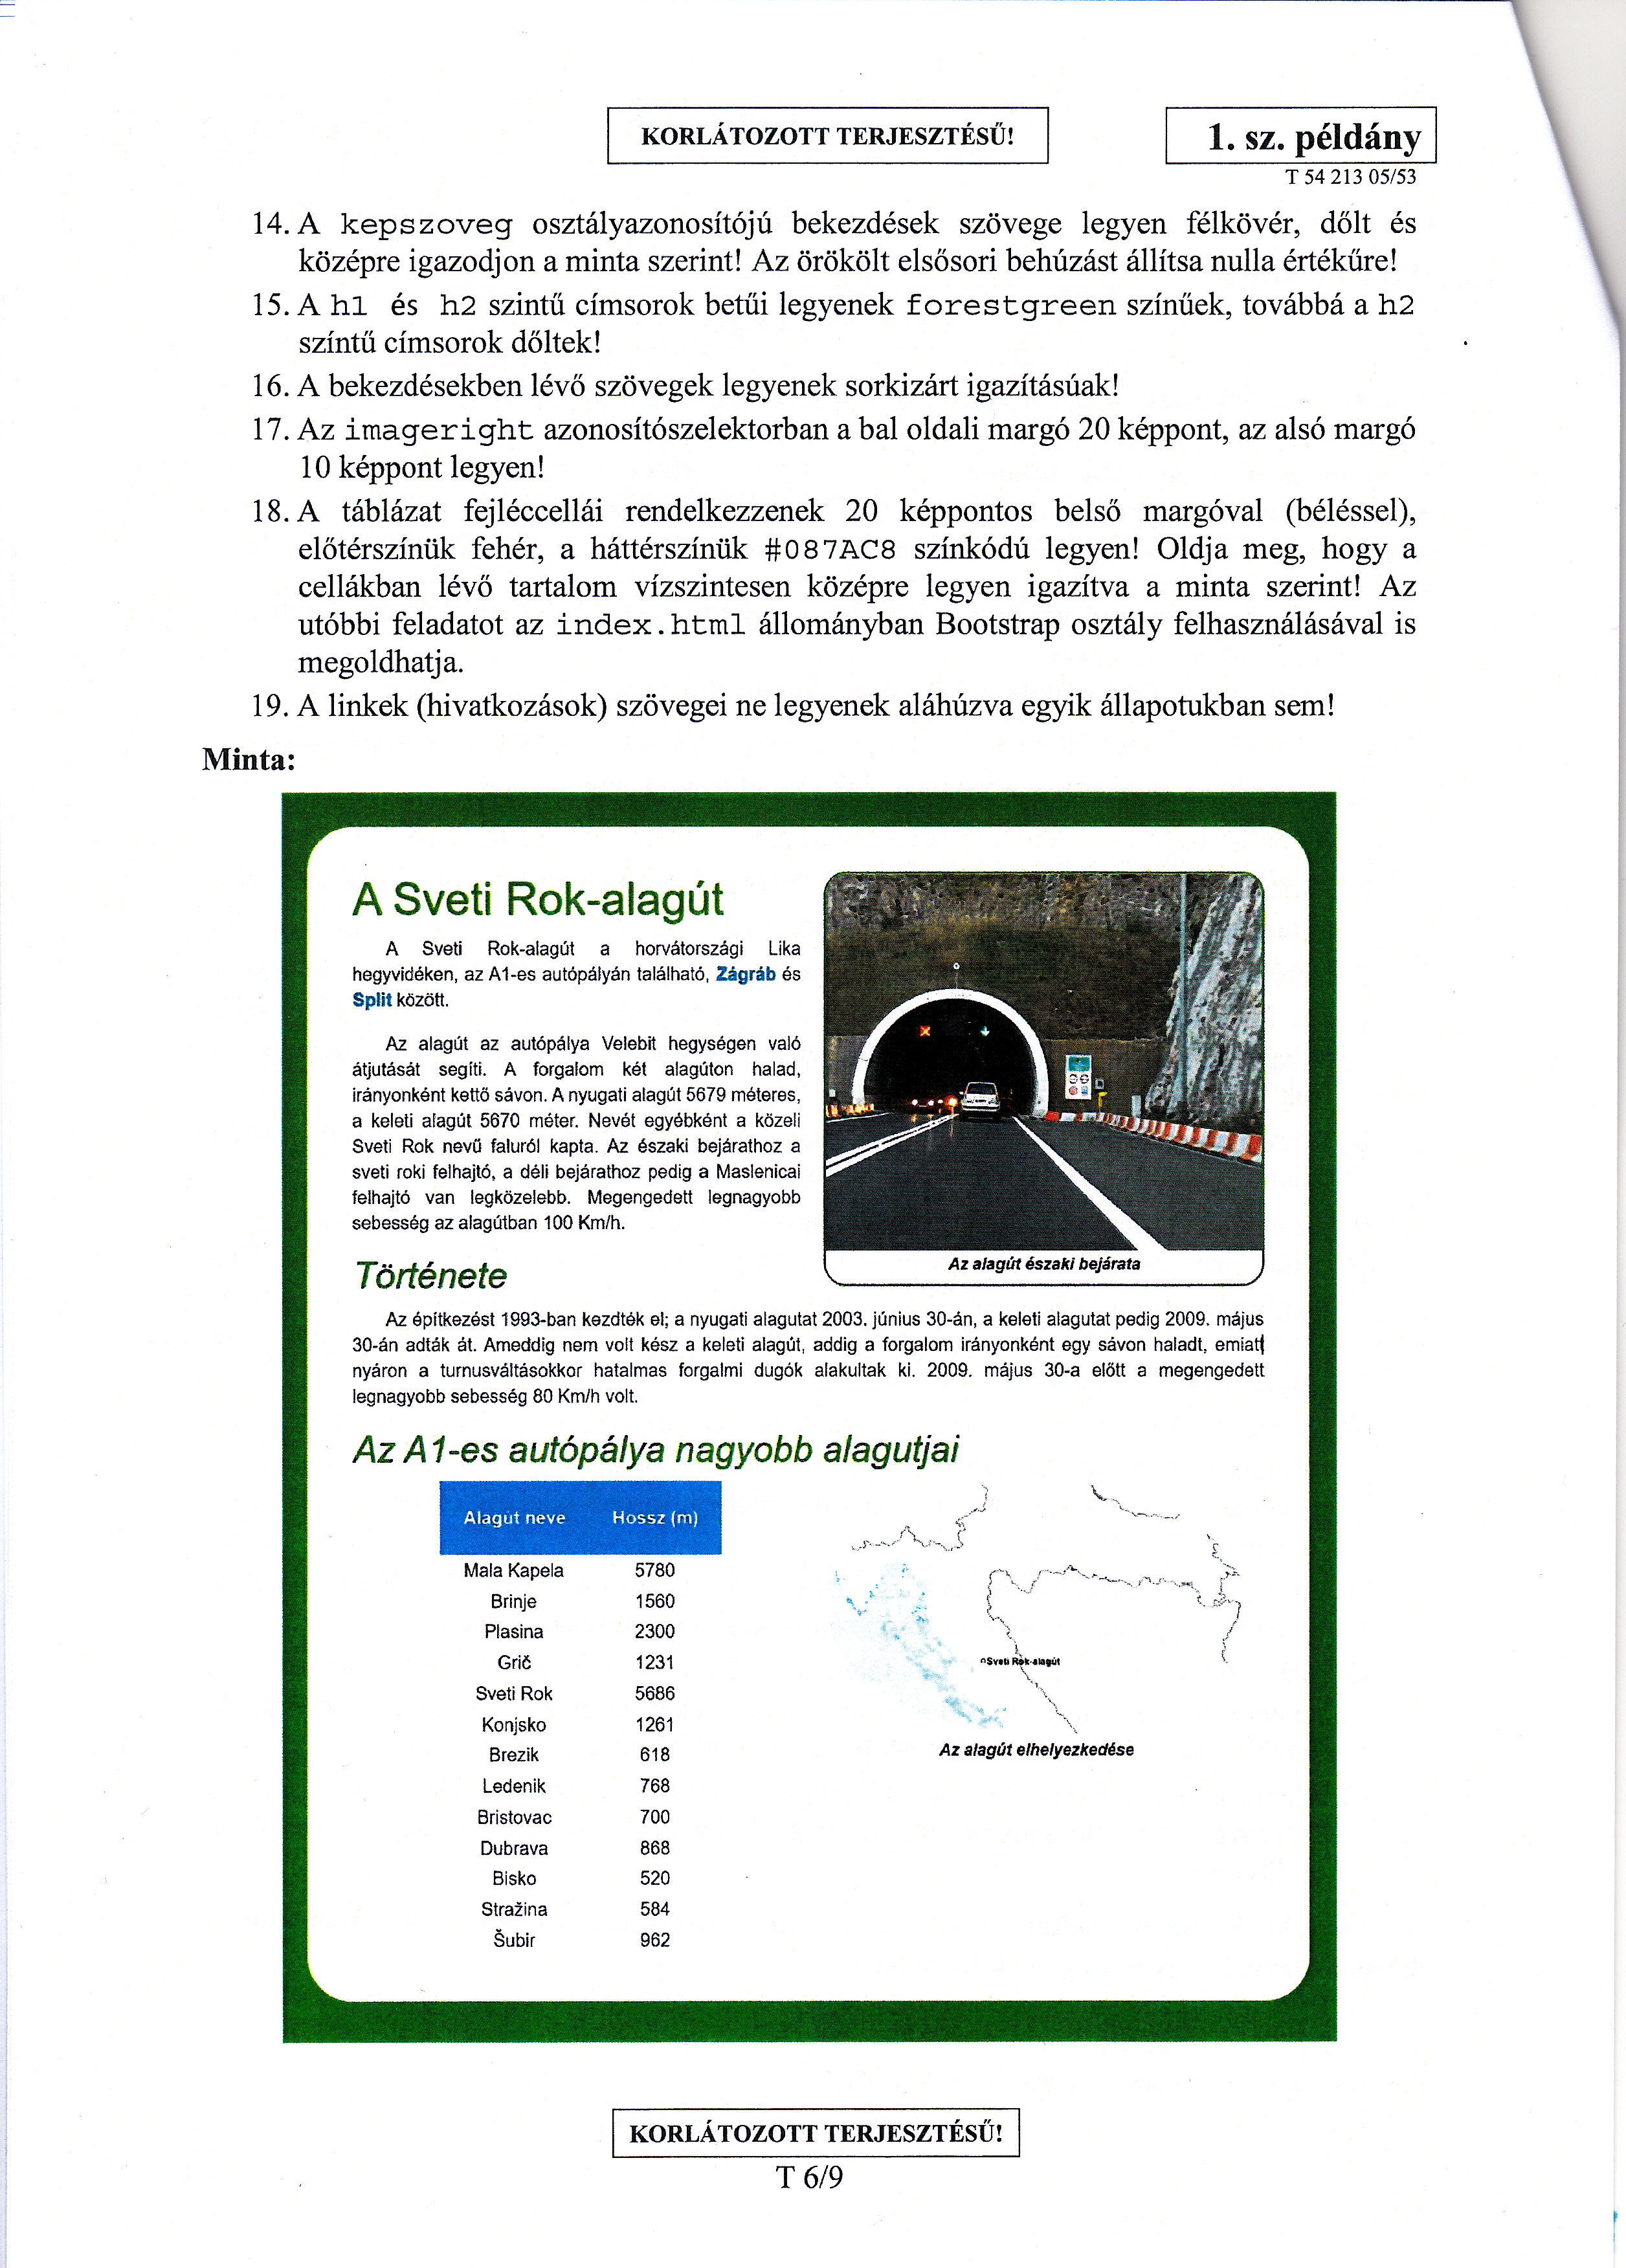 KORLÁTOZOTT TERJESZTÉSŰ!
1. sz. példány
T 54 213 05/53
14. A kepszoveg osztályazonosítójú bekezdések szövege legyen félkövér, dőlt és
középre igazodjon a minta szerint! Az örökölt elsősori behúzást állítsa nulla értékűre!
15. A h1 és h2 szintű címsorok betűi legyenek forestgreen színűek, továbbá a h2
színtű címsorok dőltek!
16. A bekezdésekben lévő szövegek legyenek sorkizárt igazításúak!
17. Az imageright azonosítószelektorban a bal oldali margó 20 képpont, az alsó margó
10 képpont legyen!
18. A táblázat fejléccellái rendelkezzenek 20 képpontos belső margóval (béléssel),
előtérszínük fehér, a háttérszínük #087AC8 színkódú legyen! Oldja meg, hogy a
cellákban lévő tartalom vízszintesen középre legyen igazítva a minta szerint! Az
utóbbi feladatot az index.html állományban Bootstrap osztály felhasználásával is
megoldhatja.
19. A linkek (hivatkozások) szövegei ne legyenek aláhúzva egyik állapotukban sem!
Minta:
A Sveti Rok-alagút
A Sveti Rok-alagút a horvátországi Lika
hegyvidéken, az A1-es autópályán található, Zágráb és
Split között.
Az alagút az autópálya Velebit hegységen való
átjutását segíti. A forgalom két alagúton halad,
irányonként kettő sávon. A nyugati alagút 5679 méteres,
a keleti alagút 5670 méter. Nevét egyébként a közeli
Sveti Rok nevű faluról kapta. Az északi bejárathoz a
sveti roki felhajtó, a déli bejárathoz pedig a Maslenicai
felhajtó van legközelebb. Megengedett legnagyobb
sebesség az alagútban 100 Km/h.
Az alagút északi bejárata
Története
Az építkezést 1993-ban kezdték el; a nyugati alagutat 2003. június 30-án, a keleti alagutat pedig 2009. május
30-án adták át. Ameddig nem volt kész a keleti alagút, addig a forgalom irányonként egy sávon haladt, emiatt
nyáron a turnusváltásokkor hatalmas forgalmi dugók alakultak ki. 2009. május 30-a előtt a megengedett
legnagyobb sebesség 80 Km/h volt.
Az A1-es autópálya nagyobb alagutjai
Alagút neve Hossz (m)
Mala Kapela 5780
Brinje 1560
Plasina 2300
Grič 1231
Sveti Rok 5686
Konjsko 1261
Brezik 618
Ledenik 768
Bristovac 700
Dubrava 868
Bisko 520
Stražina 584
Šubir 962
Sveti Rok-alagút
Az alagút elhelyezkedése
KORLÁTOZOTT TERJESZTÉSŰ!
T 6/9